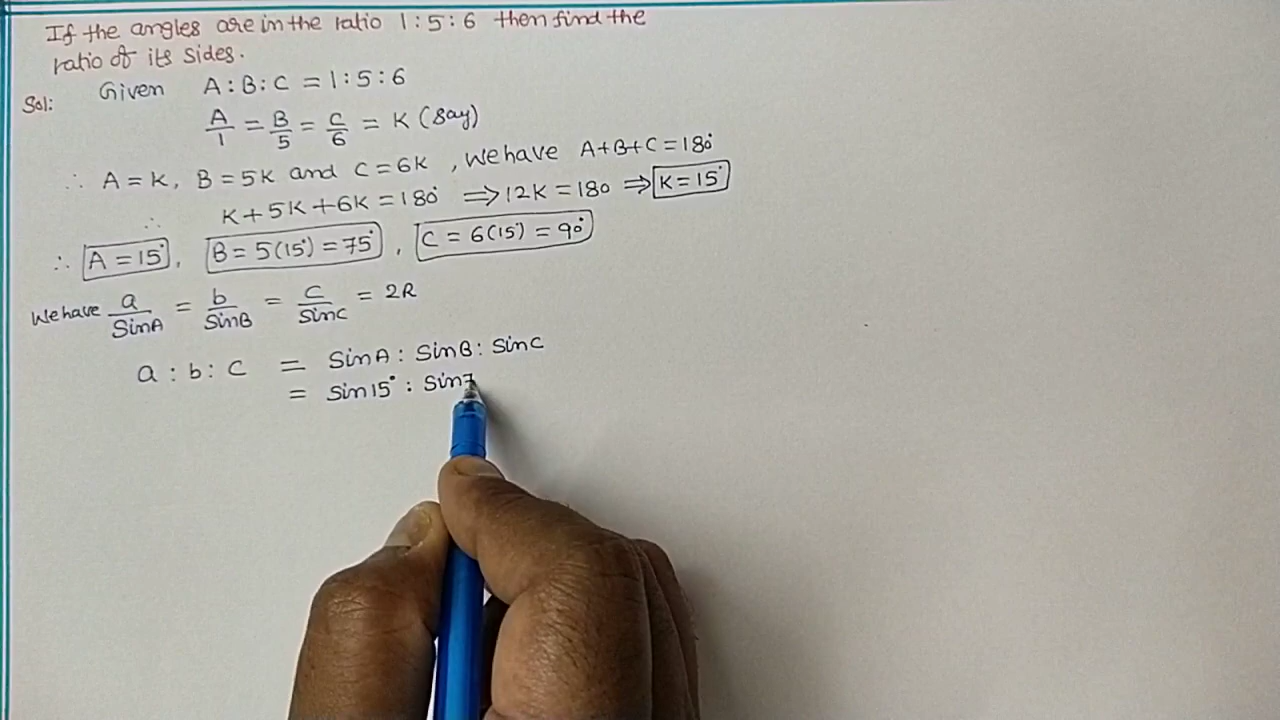 If the angles are in the ratio 1 : 5 : 6 then find the
ratio of its sides.
Sol: Given A : B : C = 1 : 5 : 6
A/1 = B/5 = C/6 = K (say)
∴ A = K, B = 5K and C = 6K , We have A+B+C = 180°
∴ K + 5K + 6K = 180° ⇒ 12K = 180 ⇒ K = 15°
∴ A = 15° , B = 5(15°) = 75° , C = 6(15°) = 90°
We have a/SinA = b/SinB = C/SinC = 2R
a : b : C = SinA : SinB : SinC
= Sin15° : Sin7